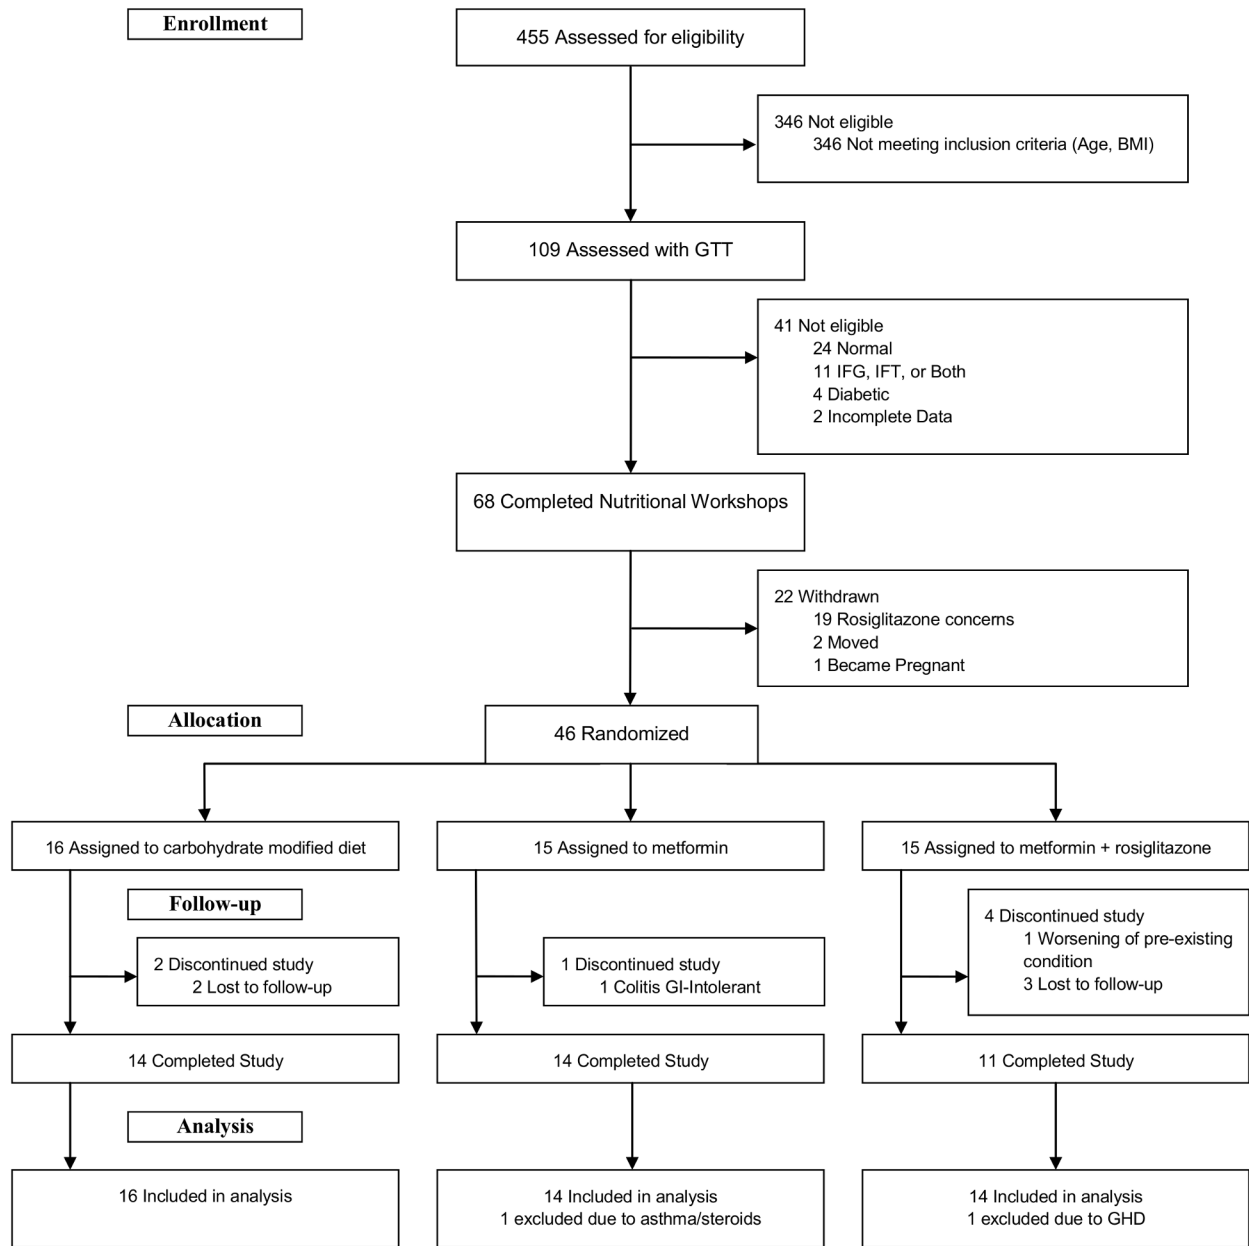 Enrollment
455 Assessed for eligibility
346 Not eligible
346 Not meeting inclusion criteria (Age, BMI)
109 Assessed with GTT
41 Not eligible
24 Normal
11 IFG, IFT, or Both
4 Diabetic
2 Incomplete Data
68 Completed Nutritional Workshops
22 Withdrawn
19 Rosiglitazone concerns
2 Moved
1 Became Pregnant
Allocation
46 Randomized
16 Assigned to carbohydrate modified diet
15 Assigned to metformin
15 Assigned to metformin + rosiglitazone
Follow-up
2 Discontinued study
2 Lost to follow-up
1 Discontinued study
1 Colitis GI-Intolerant
4 Discontinued study
1 Worsening of pre-existing
condition
3 Lost to follow-up
14 Completed Study
14 Completed Study
11 Completed Study
Analysis
16 Included in analysis
14 Included in analysis
1 excluded due to asthma/steroids
14 Included in analysis
1 excluded due to GHD